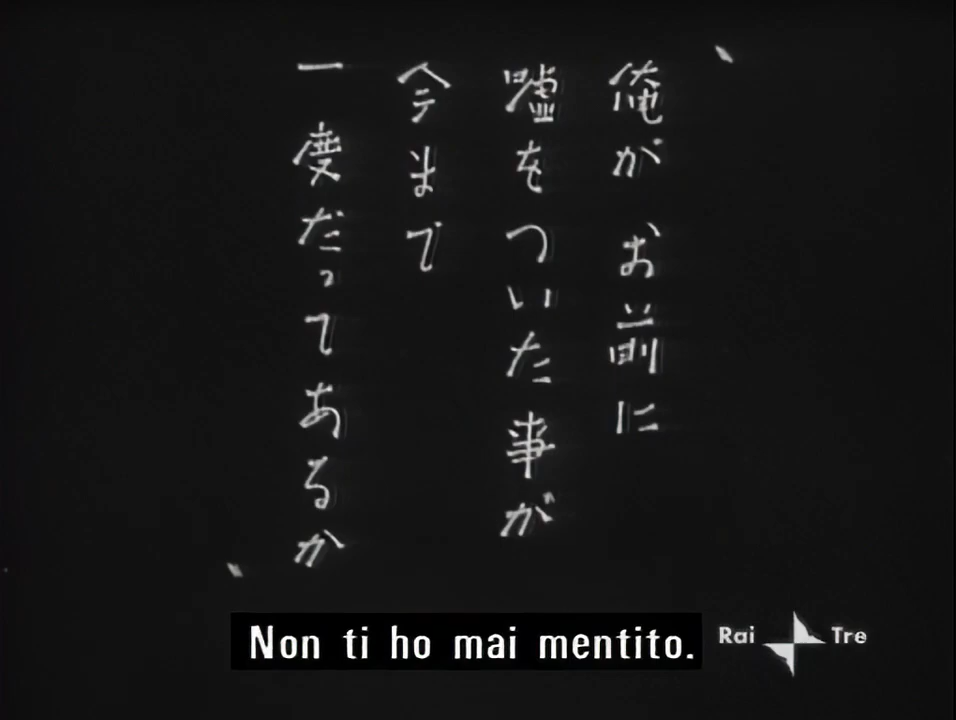 俺が お前に
嘘をついた事が
今まで
一度だってあるか
Non ti ho mai mentito.
Rai Tre